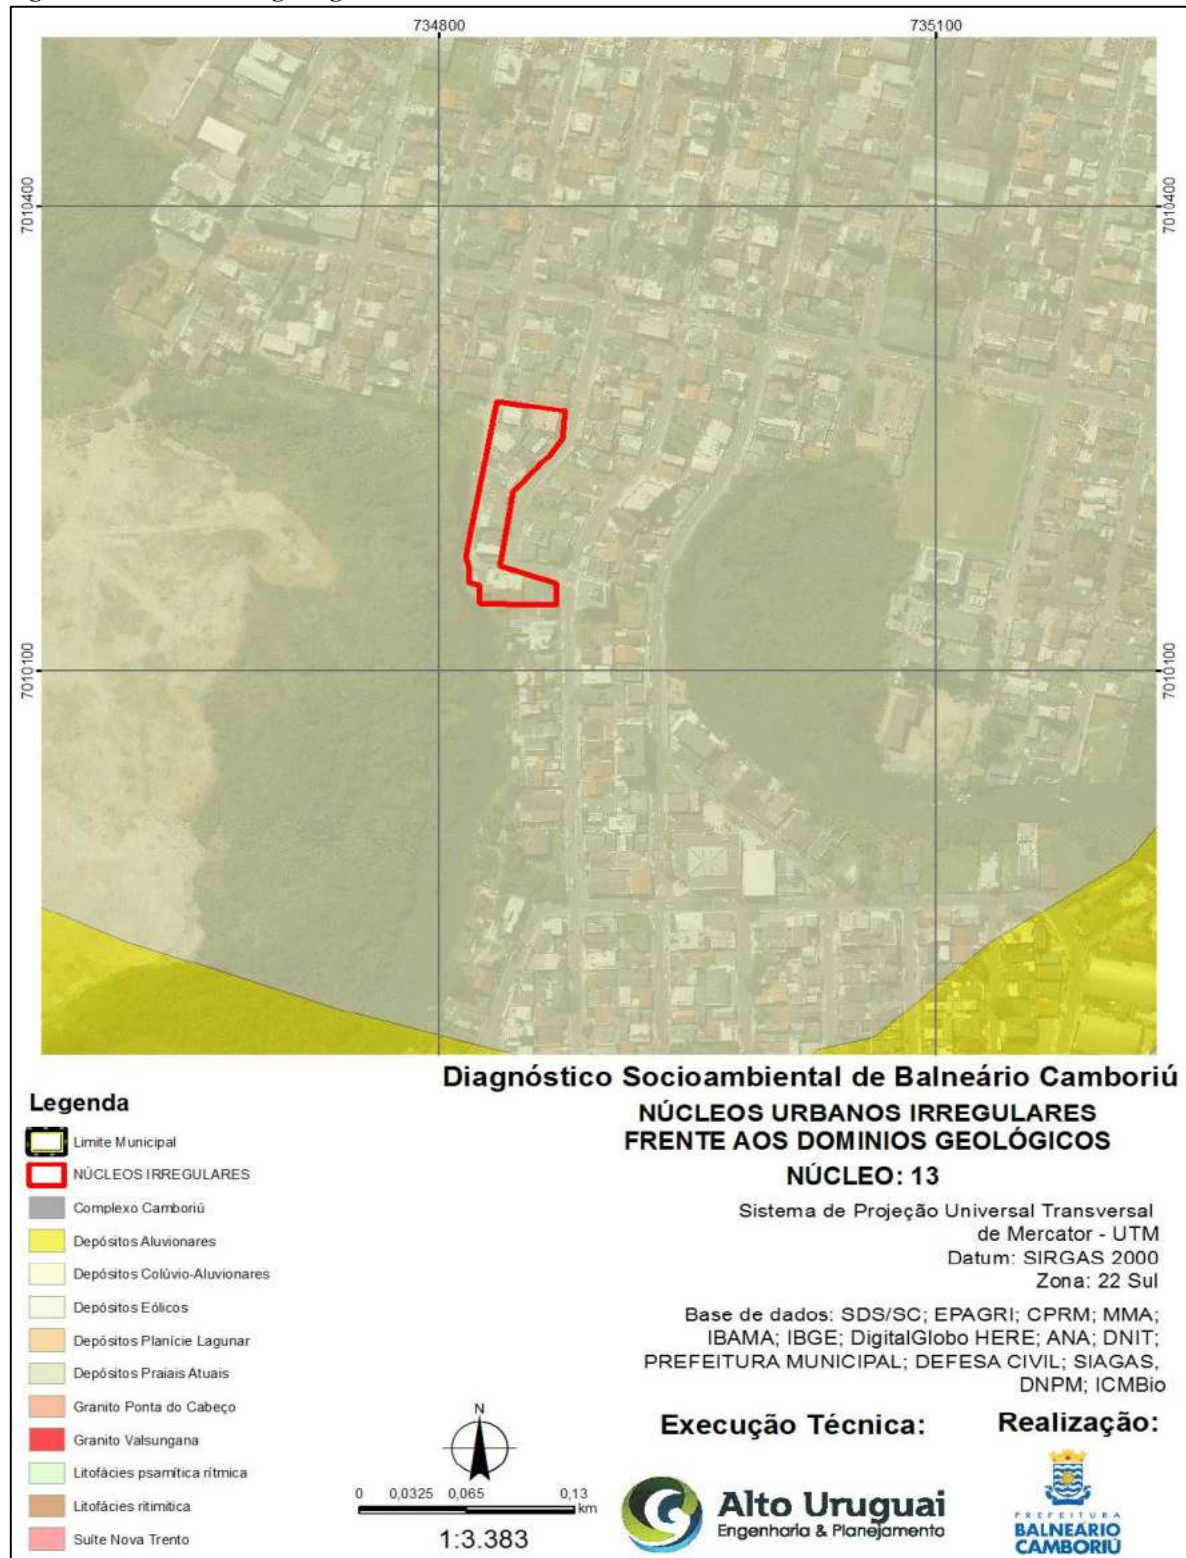 734800
735100
7010400
7010400
7010100
7010100
Diagnóstico Socioambiental de Balneário Camboriú
NÚCLEOS URBANOS IRREGULARES
FRENTE AOS DOMINIOS GEOLÓGICOS
NÚCLEO: 13
Sistema de Projeção Universal Transversal
de Mercator - UTM
Datum: SIRGAS 2000
Zona: 22 Sul
Base de dados: SDS/SC; EPAGRI; CPRM; MMA;
IBAMA; IBGE; DigitalGlobo HERE; ANA; DNIT;
PREFEITURA MUNICIPAL; DEFESA CIVIL; SIAGAS,
DNPM; ICMBio
Legenda
Limite Municipal
NÚCLEOS IRREGULARES
Complexo Camboriú
Depósitos Aluvionares
Depósitos Colúvio-Aluvionares
Depósitos Eólicos
Depósitos Planície Lagunar
Depósitos Praiais Atuais
Granito Ponta do Cabeço
Granito Valsungana
Litofácies psamítica rítmica
Litofácies ritimitica
Suíte Nova Trento
N
0 0,0325 0,065 0,13
km
1:3.383
Execução Técnica:
Alto Uruguai
Engenharia & Planejamento
Realização:
PREFEITURA
BALNEÁRIO
CAMBORIÚ